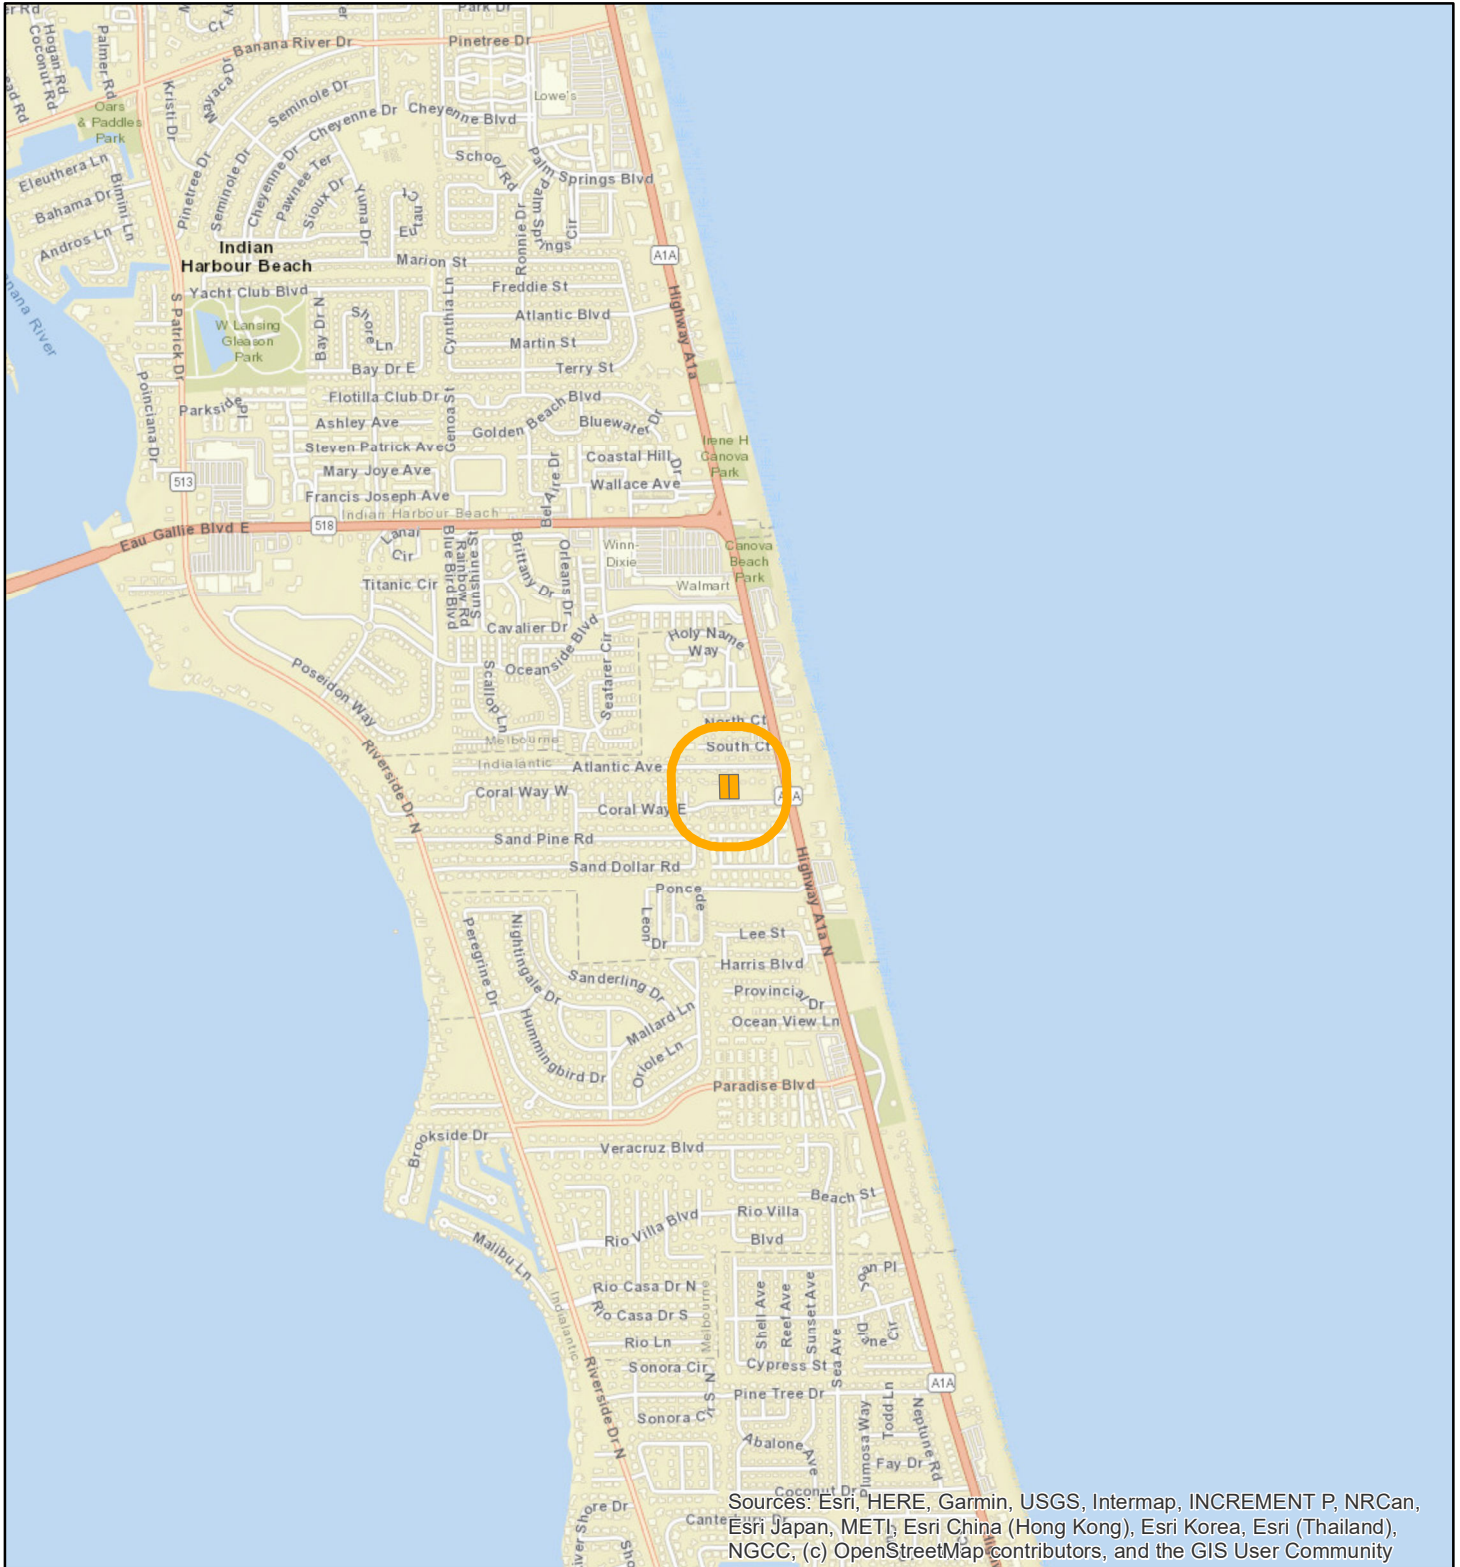 Park Dr
Ct
Banana River Dr
Pinetree Dr
Hogan Rd
Coconut Rd
Palmer Rd
Kristi Dr
Mayaca Dr
Seminole Dr
Lowe's
Oars
& Paddles
Park
Cheyenne Dr
Cheyenne Blvd
Eleuthera Ln
Bahama Dr
Andros Ln
Bimini Ln
Pinetree Dr
Seminole Dr
Cheyenne Dr
Pawnee Ter
Sioux Dr
Yuma Dr
Eutau Ct
School Rd
Palm Springs Blvd
Palm Springs Cir
Ronnie Dr
Indian
Harbour Beach
Marion St
A1A
Banana River
S Patrick Dr
Yacht Club Blvd
Freddie St
Highway A1a
W Lansing
Gleason
Park
Bay Dr N
Shore Ln
Cynthia Ln
Atlantic Blvd
Martin St
Bay Dr E
Terry St
Poinciana Dr
Parkside Pl
Flotilla Club Dr
Genoa St
Golden Beach Blvd
Ashley Ave
Bluewater Dr
Steven Patrick Ave
Irene H
Canova
Park
Mary Joye Ave
Coastal Hill Dr
513
Francis Joseph Ave
Bel Aire Dr
Wallace Ave
Indian Harbour Beach
Eau Gallie Blvd E
518
Lanai
Cir
Blue Bird Blvd
Rainbow Rd
Sunshine St
Brittany Dr
Orleans Dr
Winn-
Dixie
Canova
Beach
Park
Titanic Cir
Walmart
Cavalier Dr
Oceanside Blvd
Holy Name
Way
Poseidon Way
Scallop Ln
Seafarer Cir
North Ct
Melbourne
South Ct
Indialantic
Atlantic Ave
Riverside Dr N
Coral Way W
A1A
Coral Way E
Sand Pine Rd
Sand Dollar Rd
Highway A1a N
Ponce de Leon Dr
Peregrine Dr
Nightingale Dr
Lee St
Harris Blvd
Sanderling Dr
Provincial Dr
Mallard Ln
Ocean View Ln
Hummingbird Dr
Oriole Ln
Paradise Blvd
Brookside Dr
Veracruz Blvd
Beach St
Rio Villa Blvd
Rio Villa
Blvd
Malibu Ln
Rio Casa Dr N
Indialantic
Melbourne
Rio Casa Dr S
Shell Ave
Reef Ave
Sunset Ave
Rio Ln
Sea Ave
Sonora Cir
Cypress St
A1A
Riverside Dr N
Pine Tree Dr
Todd Ln
Plumosa Way
Neptune Rd
Abalone Ave
Fay Dr
Coconut Dr
Sources: Esri, HERE, Garmin, USGS, Intermap, INCREMENT P, NRCan,
Esri Japan, METI, Esri China (Hong Kong), Esri Korea, Esri (Thailand),
NGCC, (c) OpenStreetMap contributors, and the GIS User Community